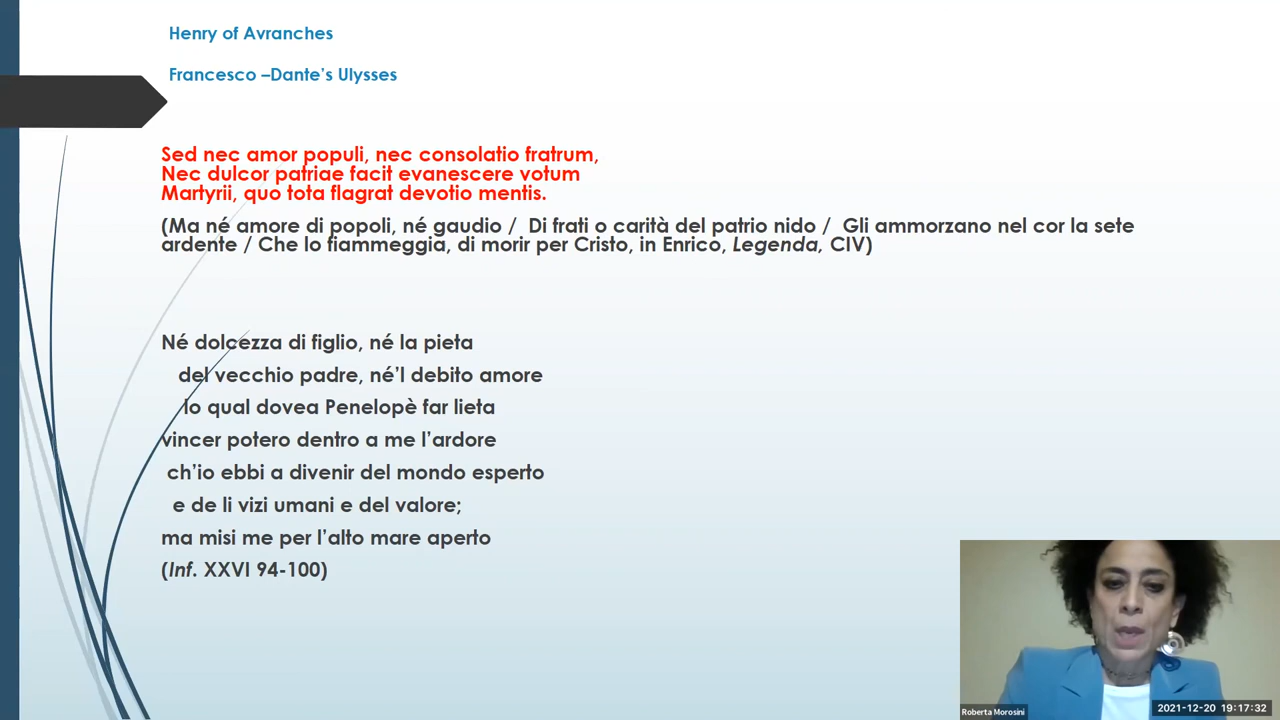 Henry of Avranches
Francesco –Dante's Ulysses
Sed nec amor populi, nec consolatio fratrum,
Nec dulcor patriae facit evanescere votum
Martyrii, quo tota flagrat devotio mentis.
(Ma né amore di popoli, né gaudio / Di frati o carità del patrio nido / Gli ammorzano nel cor la sete
ardente / Che lo fiammeggia, di morir per Cristo, in Enrico, Legenda, CIV)
Né dolcezza di figlio, né la pieta
del vecchio padre, né'l debito amore
lo qual dovea Penelopè far lieta
vincer potero dentro a me l'ardore
ch'io ebbi a divenir del mondo esperto
e de li vizi umani e del valore;
ma misi me per l'alto mare aperto
(Inf. XXVI 94-100)
Roberta Morosini
2021-12-20 19:17:32